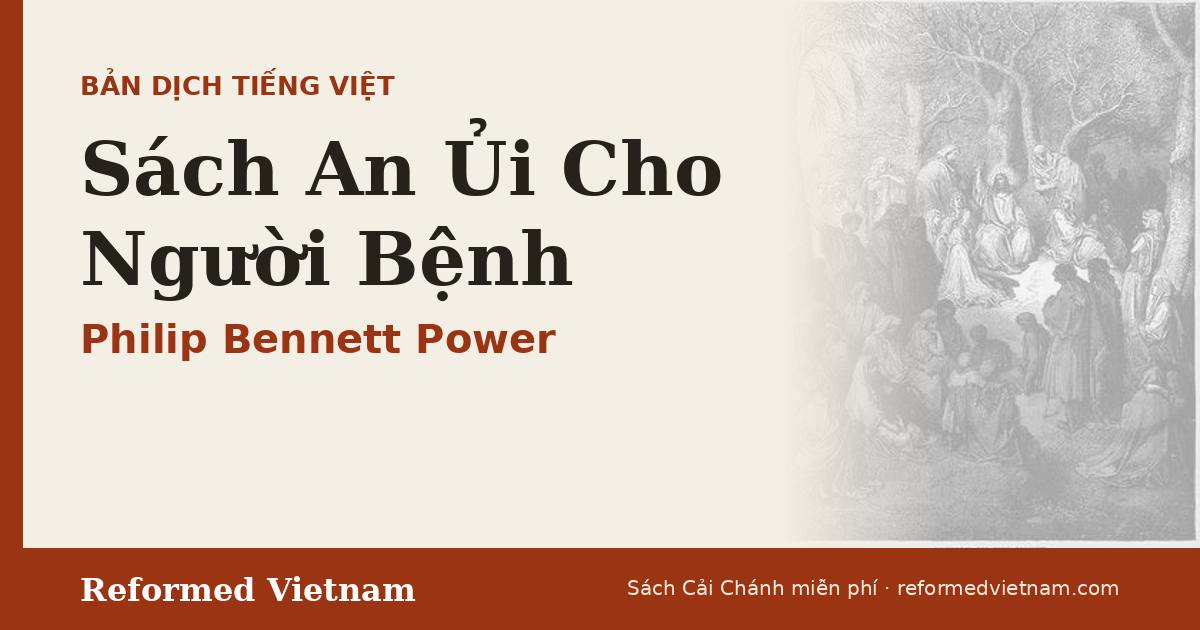 BẢN DỊCH TIẾNG VIỆT
Sách An Ủi Cho
Người Bệnh
Philip Bennett Power
Reformed Vietnam
Sách Cải Chánh miễn phí · reformedvietnam.com